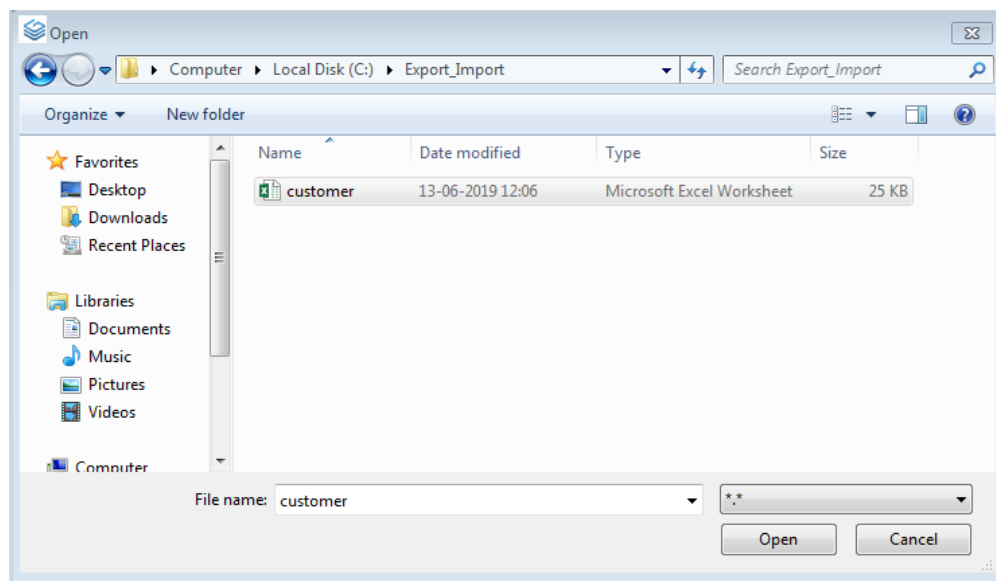 Open
Computer Local Disk (C:) Export_Import Search Export_Import
Organize New folder
Name Date modified Type Size
customer 13-06-2019 12:06 Microsoft Excel Worksheet 25 KB
Favorites
Desktop
Downloads
Recent Places
Libraries
Documents
Music
Pictures
Videos
Computer
File name: customer *.*
Open Cancel